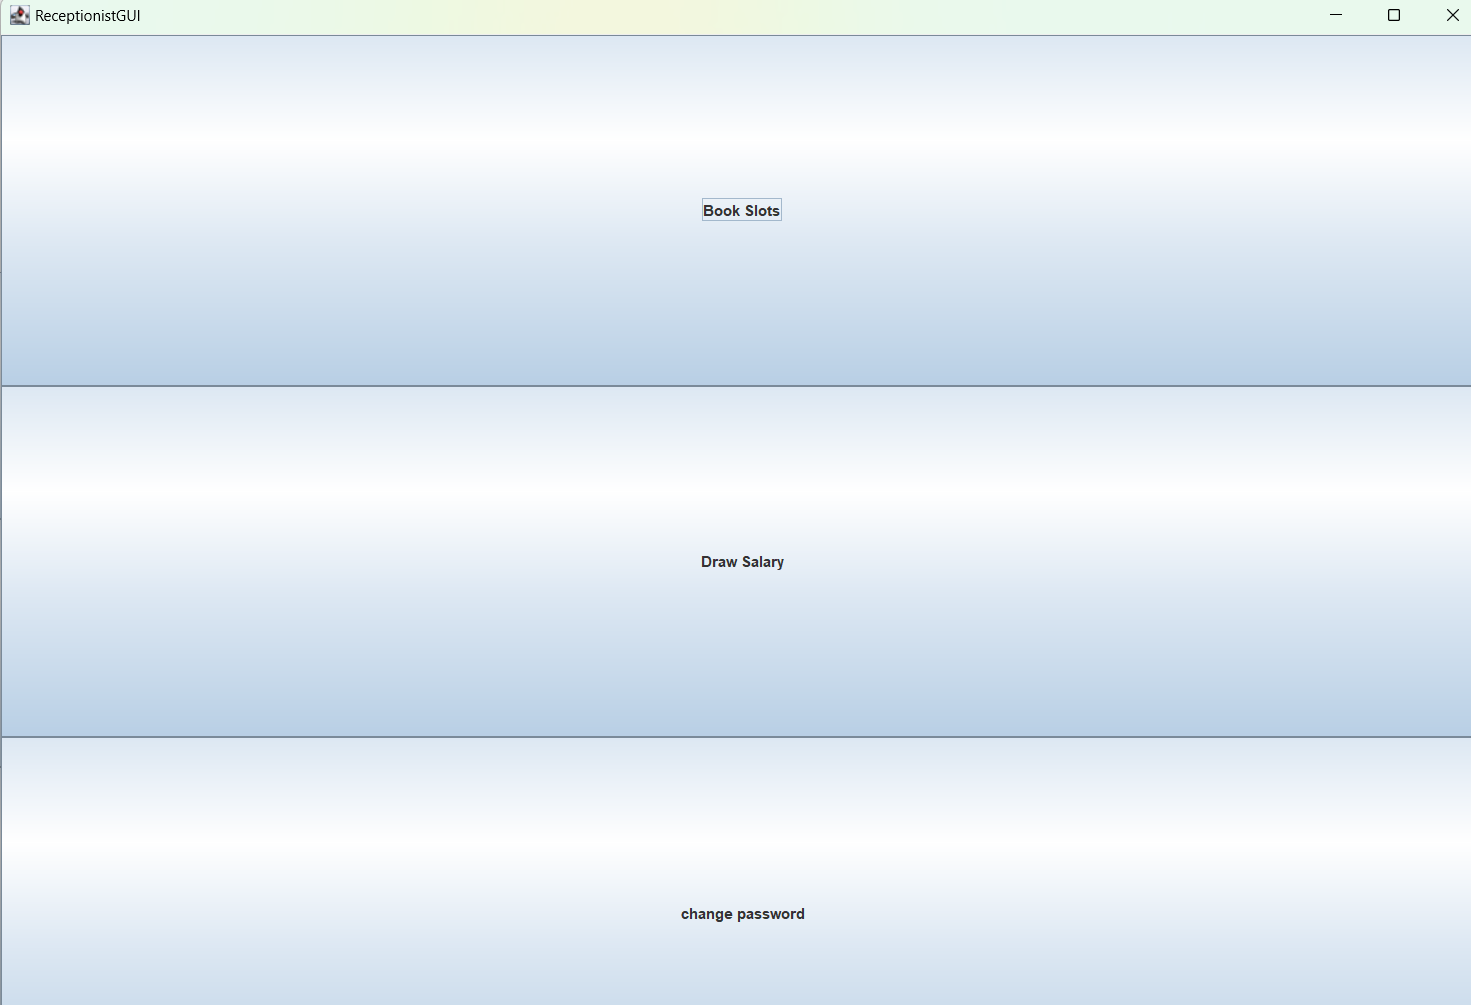 ReceptionistGUI
Book Slots
Draw Salary
change password